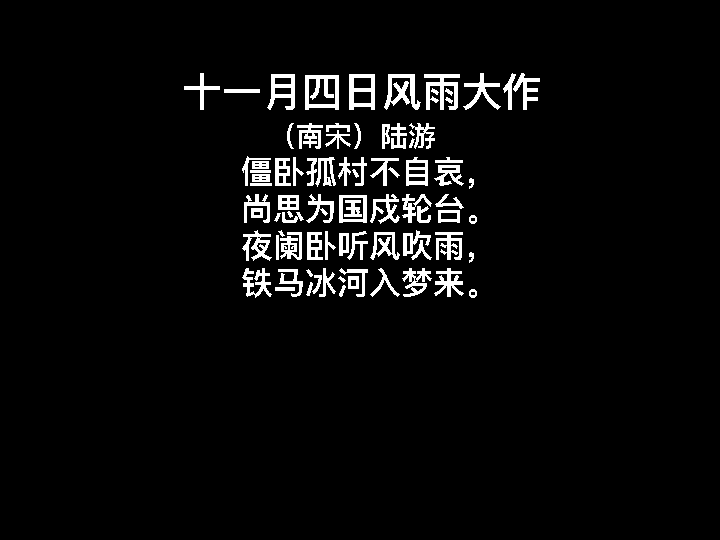 十一月四日风雨大作
（南宋）陆游
僵卧孤村不自哀，
尚思为国戍轮台。
夜阑卧听风吹雨，
铁马冰河入梦来。